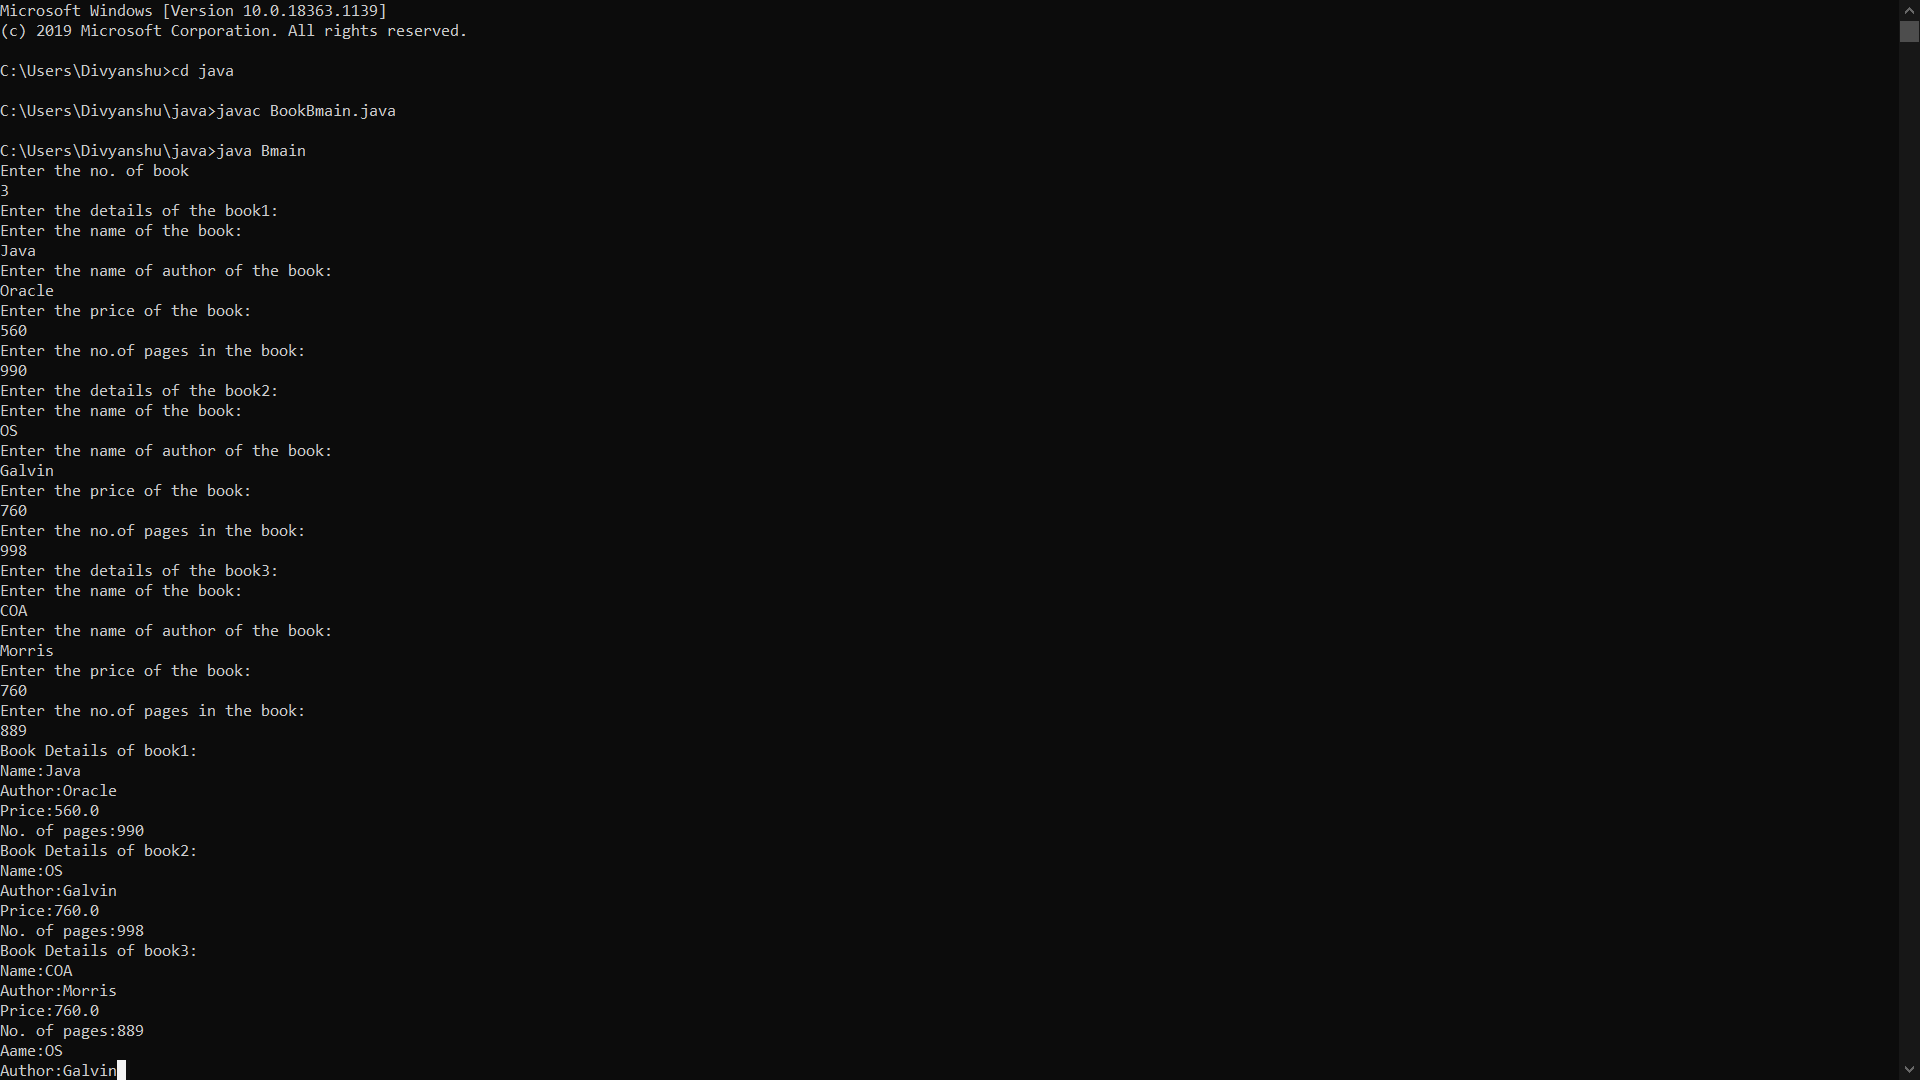 Microsoft Windows [Version 10.0.18363.1139]
(c) 2019 Microsoft Corporation. All rights reserved.
C:\Users\Divyanshu>cd java
C:\Users\Divyanshu\java>javac BookBmain.java
C:\Users\Divyanshu\java>java Bmain
Enter the no. of book
3
Enter the details of the book1:
Enter the name of the book:
Java
Enter the name of author of the book:
Oracle
Enter the price of the book:
560
Enter the no.of pages in the book:
990
Enter the details of the book2:
Enter the name of the book:
OS
Enter the name of author of the book:
Galvin
Enter the price of the book:
760
Enter the no.of pages in the book:
998
Enter the details of the book3:
Enter the name of the book:
COA
Enter the name of author of the book:
Morris
Enter the price of the book:
760
Enter the no.of pages in the book:
889
Book Details of book1:
Name:Java
Author:Oracle
Price:560.0
No. of pages:990
Book Details of book2:
Name:OS
Author:Galvin
Price:760.0
No. of pages:998
Book Details of book3:
Name:COA
Author:Morris
Price:760.0
No. of pages:889
Aame:OS
Author:Galvin